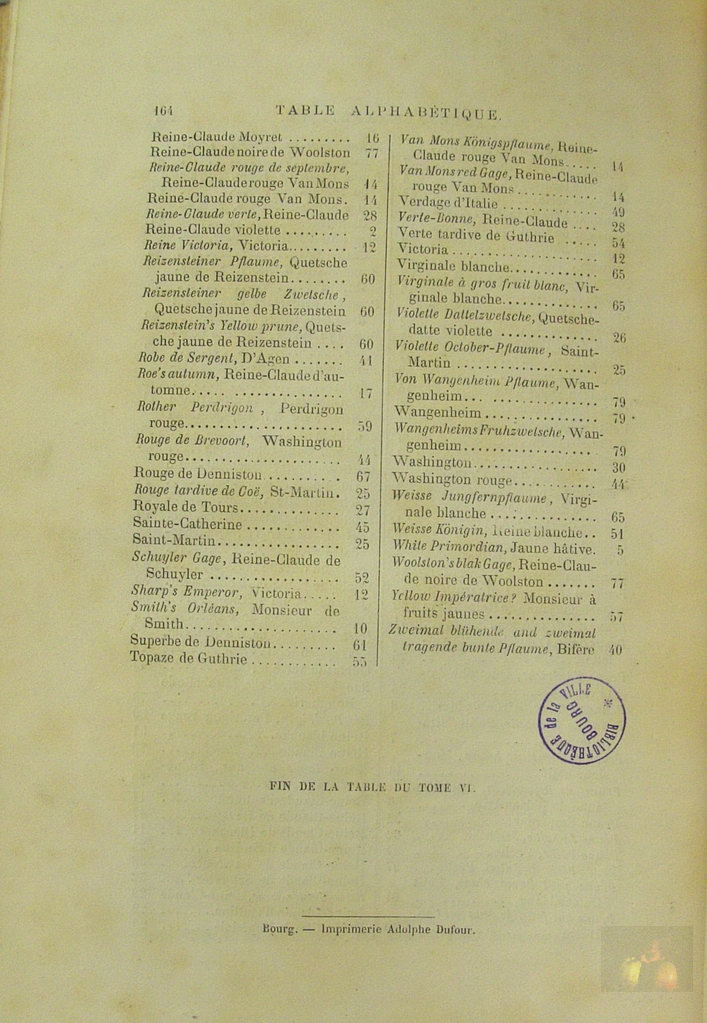 164 TABLE ALPHABÉTIQUE.
Reine-Claude Moyret ......... 16
Reine-Claude noire de Woolston 77
Reine-Claude rouge de septembre,
Reine-Claude rouge Van Mons 14
Reine-Claude rouge Van Mons. 14
Reine-Claude verte, Reine-Claude 28
Reine-Claude violette ......... 2
Reine Victoria, Victoria......... 12
Reizensteiner Pflaume, Quetsche
jaune de Reizenstein........ 60
Reizensteiner gelbe Zwetsche,
Quetsche jaune de Reizenstein 60
Reizenstein's Yellow prune, Quets-
che jaune de Reizenstein .... 60
Robe de Sergent, D'Agen ....... 41
Roe's autumn, Reine-Claude d'au-
tomne..................... 17
Rother Perdrigon, Perdrigon
rouge....................... 59
Rouge de Brevoort, Washington
rouge....................... 44
Rouge de Denniston .......... 67
Rouge tardive de Coë, St-Martin. 25
Royale de Tours.............. 27
Sainte-Catherine ............. 45
Saint-Martin................. 25
Schuyler Gage, Reine-Claude de
Schuyler .................. 52
Sharp's Emperor, Victoria..... 12
Smith's Orléans, Monsieur de
Smith..................... 10
Superbe de Denniston......... 61
Topaze de Guthrie ............ 55
Van Mons Königspflaume, Reine-
Claude rouge Van Mons..... 14
Van Mons red Gage, Reine-Claude
rouge Van Mons ............ 14
Verdage d'Italie .............. 49
Verte-Bonne, Reine-Claude .... 28
Verte tardive de Guthrie ..... 54
Victoria ..................... 12
Virginale blanche............. 65
Virginale à gros fruit blanc, Vir-
ginale blanche.............. 65
Violette Dattelzwetsche, Quetsche-
datte violette .............. 26
Violette October-Pflaume, Saint-
Martin .................... 25
Von Wangenheim Pflaume, Wan-
genheim... ................ 79
Wangenheim ................ 79
Wangenheims Fruhzwetsche, Wan-
genheim................... 79
Washington.................. 30
Washington rouge............ 44
Weisse Jungfernpflaume, Virgi-
nale blanche ............... 65
Weisse Königin, Reine blanche.. 51
White Primordian, Jaune hâtive. 5
Woolston's blak Gage, Reine-Clau-
de noire de Woolston ....... 77
Yellow Impératrice? Monsieur à
fruits jaunes ............... 57
Zweimal blühende and zweimal
tragende bunte Pflaume, Bifère 40
BIBLIOTHÈQUE de la VILLE
BOURG
FIN DE LA TABLE DU TOME VI.
Bourg. — Imprimerie Adolphe Dufour.